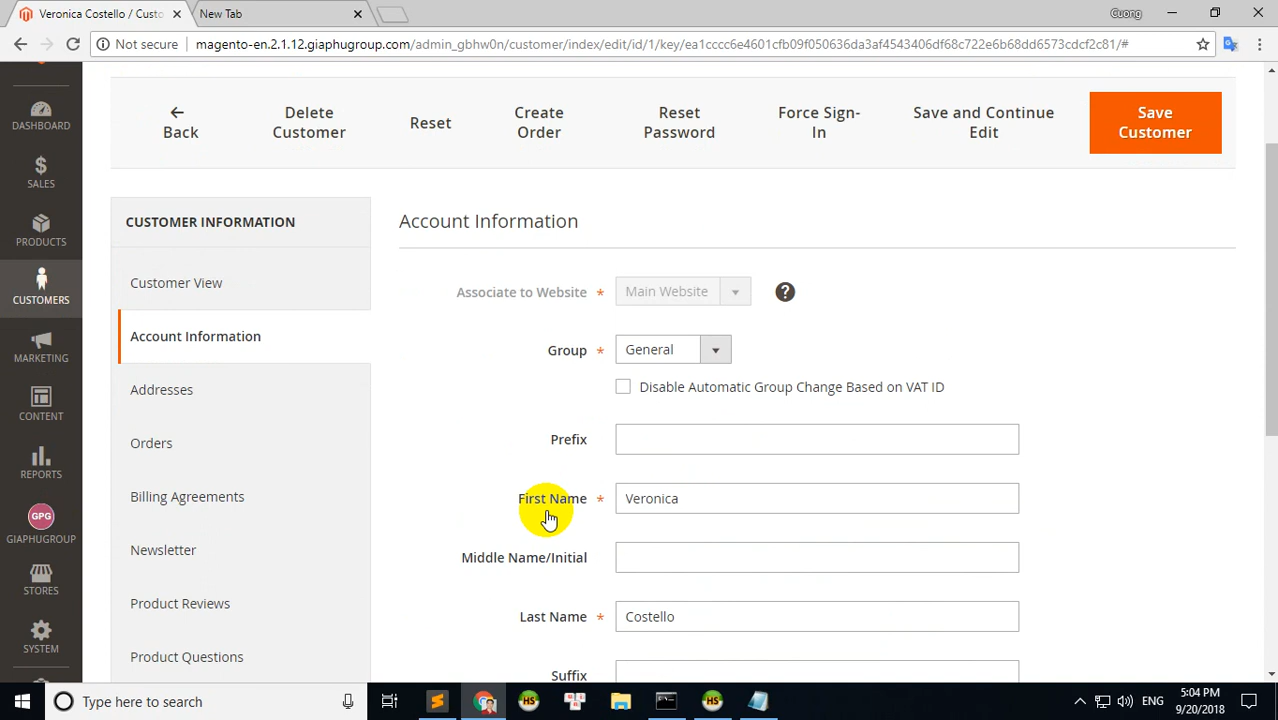 Veronica Costello / Custo
New Tab
Cuong
Not secure
magento-en.2.1.12.giaphugroup.com/admin_gbhw0n/customer/index/edit/id/1/key/ea1ccc6e4601cfb09f050636da3af4543406df68c722e6b68dd6573cdcf2c81/#
DASHBOARD
SALES
PRODUCTS
CUSTOMERS
MARKETING
CONTENT
REPORTS
GPG
GIAPHUGROUP
STORES
SYSTEM
Back
Delete
Customer
Reset
Create
Order
Reset
Password
Force Sign-
In
Save and Continue
Edit
Save
Customer
CUSTOMER INFORMATION
Customer View
Account Information
Addresses
Orders
Billing Agreements
Newsletter
Product Reviews
Product Questions
Account Information
Associate to Website * Main Website ?
Group * General
Disable Automatic Group Change Based on VAT ID
Prefix
First Name * Veronica
Middle Name/Initial
Last Name * Costello
Suffix
Type here to search
HS
HS
ENG
5:04 PM
9/20/2018